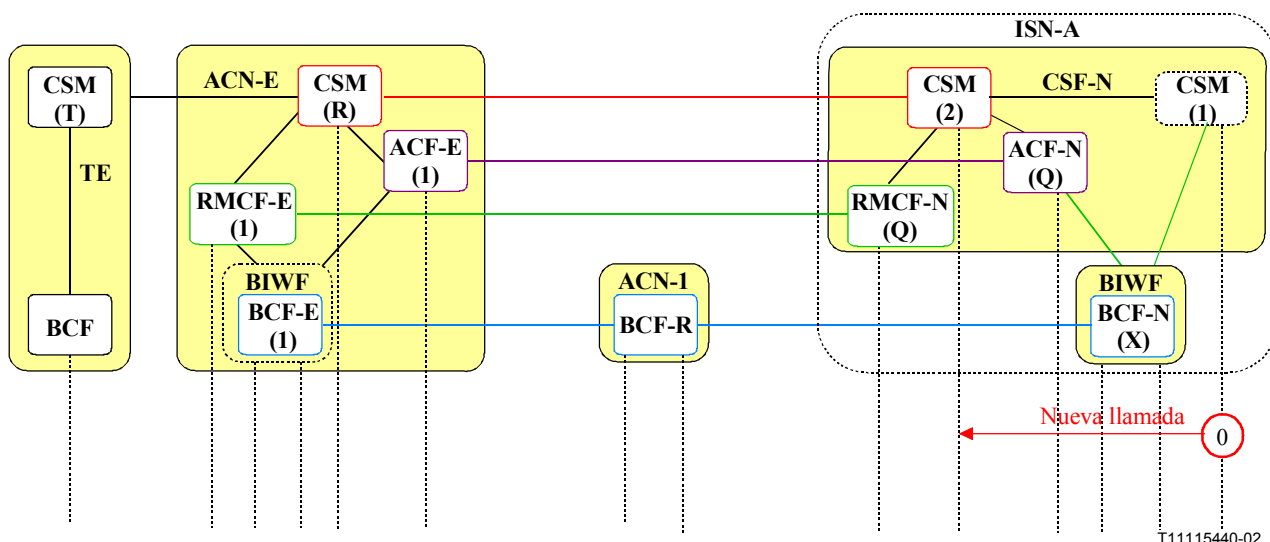 ISN-A
ACN-E
CSM
(T)
CSM
(R)
CSM
(2)
CSF-N
CSM
(1)
TE
ACF-E
(1)
ACF-N
(Q)
RMCF-E
(1)
RMCF-N
(Q)
BIWF
ACN-1
BIWF
BCF
BCF-E
(1)
BCF-R
BCF-N
(X)
Nueva llamada
0
T11115440-02